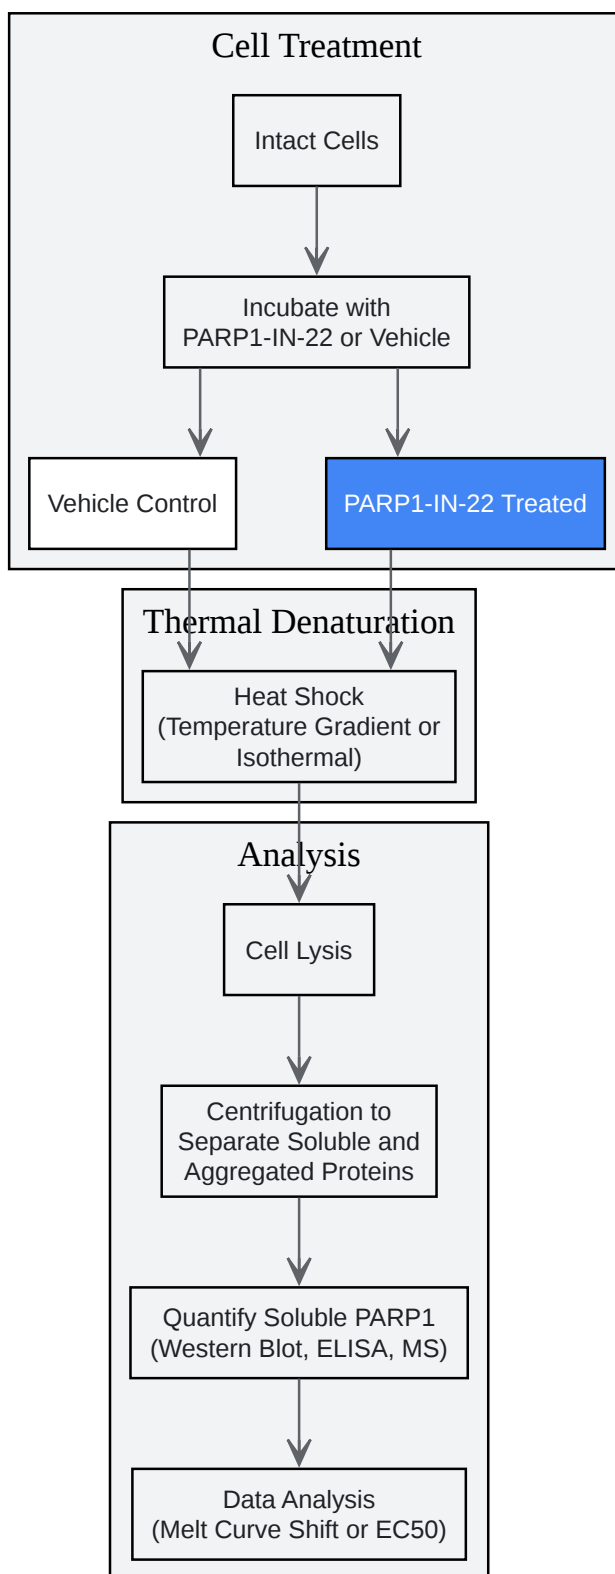 Cell Treatment
Intact Cells
Incubate with
PARP1-IN-22 or Vehicle
Vehicle Control
PARP1-IN-22 Treated
Thermal Denaturation
Heat Shock
(Temperature Gradient or
Isothermal)
Analysis
Cell Lysis
Centrifugation to
Separate Soluble and
Aggregated Proteins
Quantify Soluble PARP1
(Western Blot, ELISA, MS)
Data Analysis
(Melt Curve Shift or EC50)